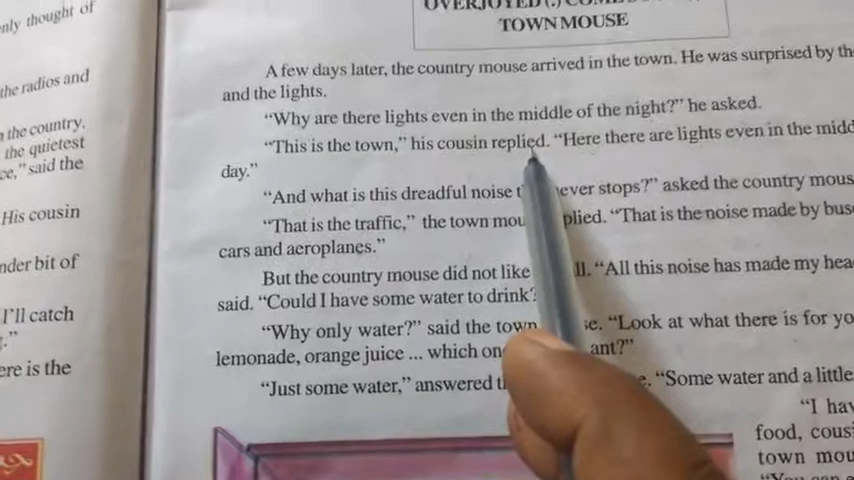 nly thought of
the radios and
the country,
the quietest
ce," said the
His cousin
nder bit of
I'll catch
ere is the
TOWN MOUSE
A few days later, the country mouse arrived in the town. He was surprised by the
and the lights.
"Why are there lights even in the middle of the night?" he asked.
"This is the town," his cousin replied. "Here there are lights even in the midd
day."
"And what is this dreadful noise t ever stops?" asked the country mous
"That is the traffic," the town mou plied. "That is the noise made by buse
cars and aeroplanes."
But the country mouse did not like ll. "All this noise has made my hea
said. "Could I have some water to drink?
"Why only water?" said the town se. "Look at what there is for yo
lemonade, orange juice ... which on ant?"
"Just some water," answered t e. "Some water and a little
"I hav
food, cousi
town mou
"You can e